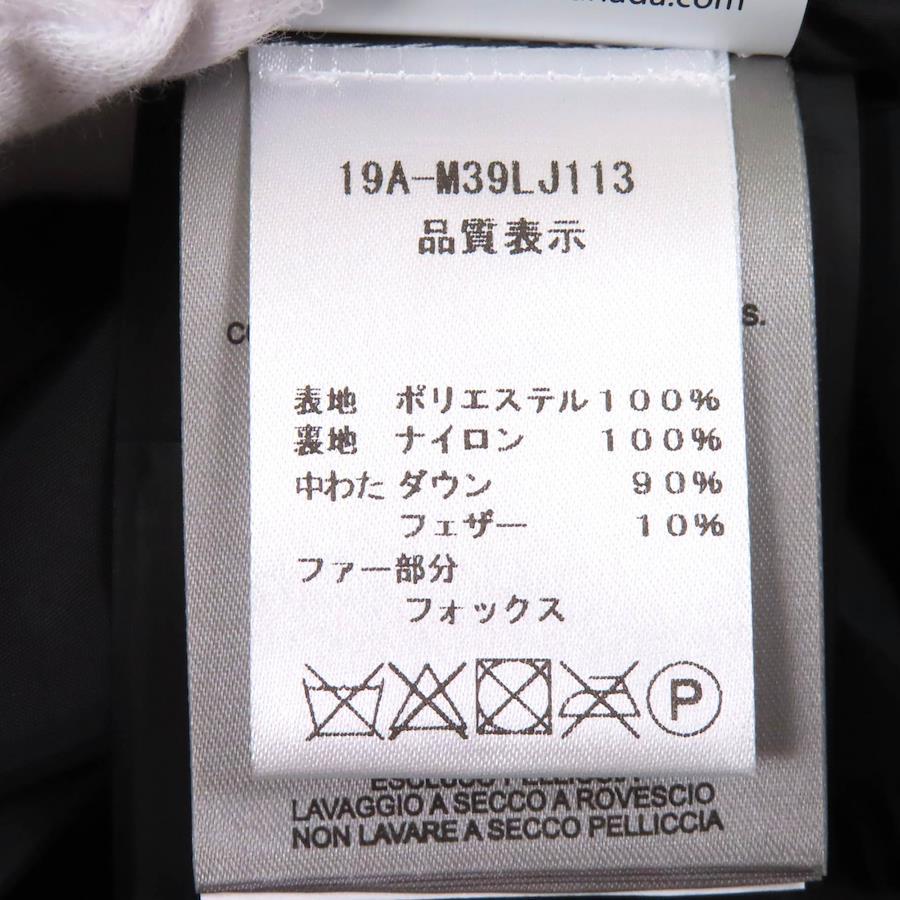 19A-M39LJ113
品質表示
表地 ポリエステル100%
裏地 ナイロン 100%
中わた ダウン 90%
フェザー 10%
ファー部分
フォックス
P
LAVAGGIO A SECCO A ROVESCIO
NON LAVARE A SECCO PELLICCIA